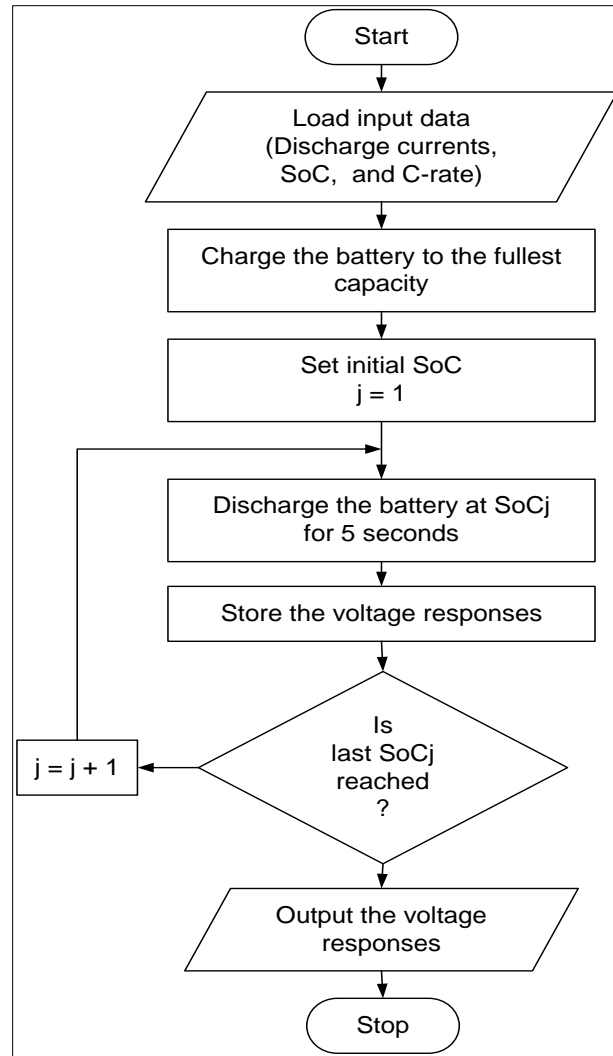 Start
Load input data
(Discharge currents,
SoC, and C-rate)
Charge the battery to the fullest
capacity
Set initial SoC
j = 1
Discharge the battery at SoCj
for 5 seconds
Store the voltage responses
Is
last SoCj
reached
?
j = j + 1
Output the voltage
responses
Stop